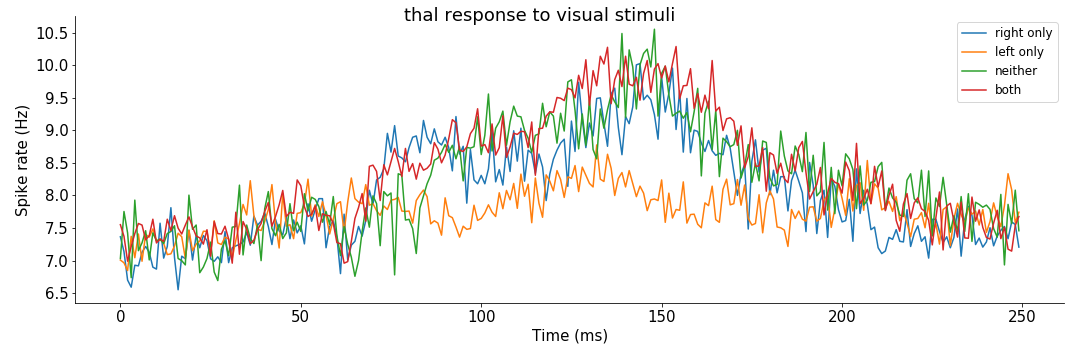 thal response to visual stimuli
right only
left only
neither
both
Spike rate (Hz)
10.5
10.0
9.5
9.0
8.5
8.0
7.5
7.0
6.5
0 50 100 150 200 250
Time (ms)